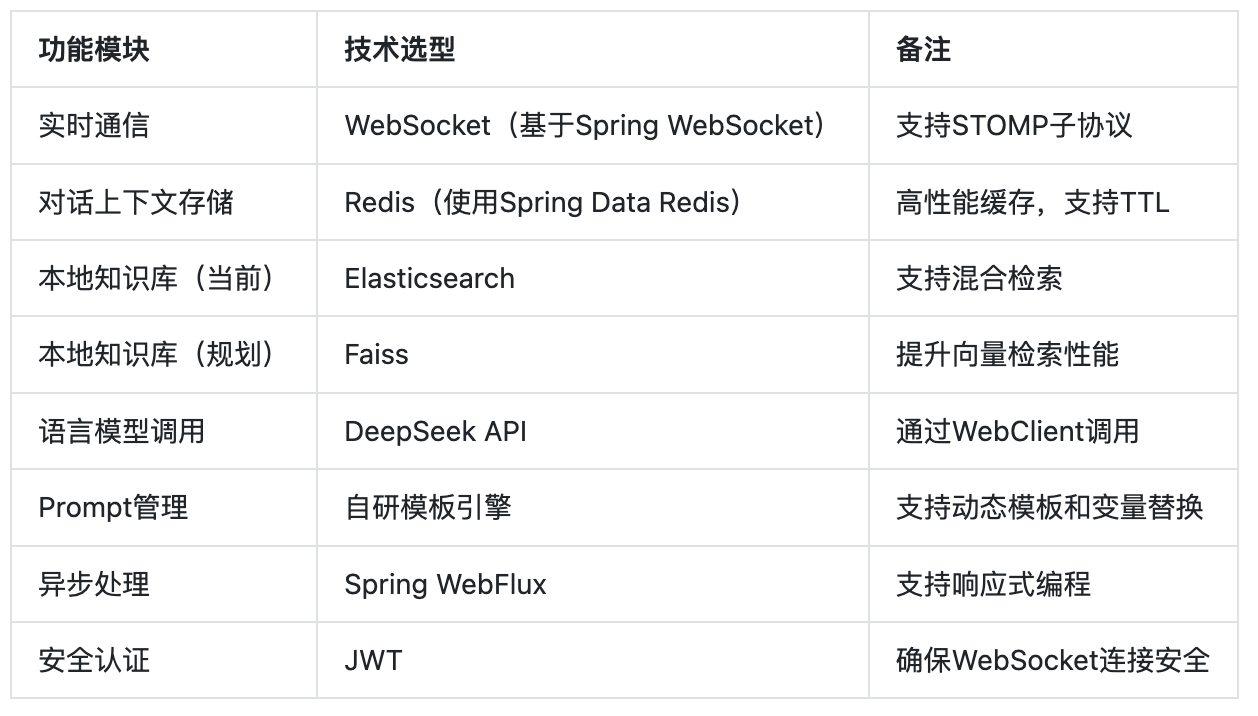 功能模块 技术选型 备注
实时通信 WebSocket（基于Spring WebSocket） 支持STOMP子协议
对话上下文存储 Redis（使用Spring Data Redis） 高性能缓存，支持TTL
本地知识库（当前） Elasticsearch 支持混合检索
本地知识库（规划） Faiss 提升向量检索性能
语言模型调用 DeepSeek API 通过WebClient调用
Prompt管理 自研模板引擎 支持动态模板和变量替换
异步处理 Spring WebFlux 支持响应式编程
安全认证 JWT 确保WebSocket连接安全